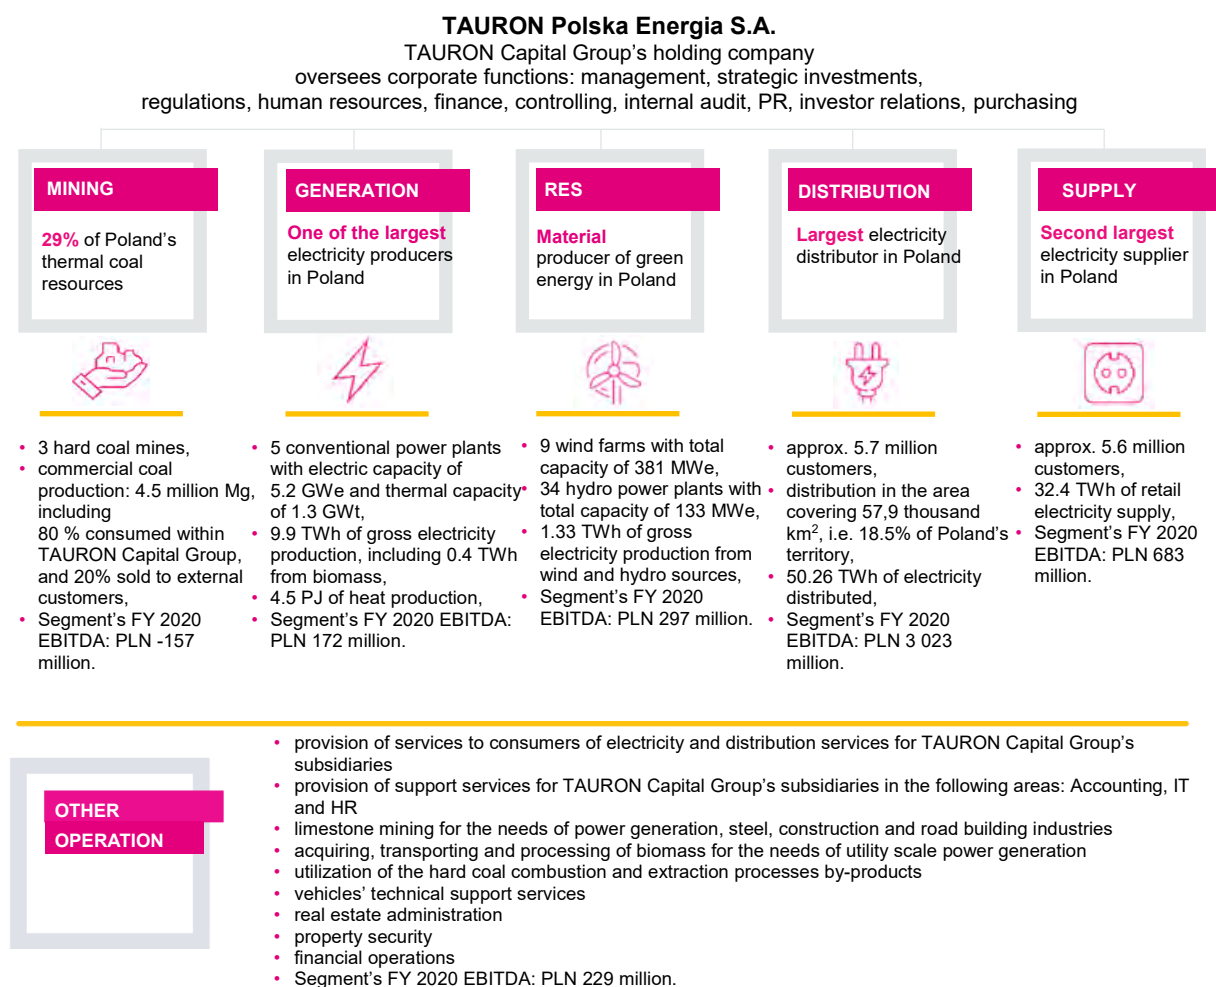 TAURON Polska Energia S.A.
TAURON Capital Group's holding company
oversees corporate functions: management, strategic investments,
regulations, human resources, finance, controlling, internal audit, PR, investor relations, purchasing
MINING
29% of Poland's
thermal coal
resources
GENERATION
One of the largest
electricity producers
in Poland
RES
Material
producer of green
energy in Poland
DISTRIBUTION
Largest electricity
distributor in Poland
SUPPLY
Second largest
electricity supplier
in Poland
• 3 hard coal mines,
• commercial coal
production: 4.5 million Mg,
including
80 % consumed within
TAURON Capital Group,
and 20% sold to external
customers,
• Segment's FY 2020
EBITDA: PLN -157
million.
• 5 conventional power plants
with electric capacity of
5.2 GWe and thermal capacity
of 1.3 GWt,
• 9.9 TWh of gross electricity
production, including 0.4 TWh
from biomass,
• 4.5 PJ of heat production,
• Segment's FY 2020 EBITDA:
PLN 172 million.
• 9 wind farms with total
capacity of 381 MWe,
• 34 hydro power plants with
total capacity of 133 MWe,
• 1.33 TWh of gross
electricity production from
wind and hydro sources,
• Segment's FY 2020
EBITDA: PLN 297 million.
• approx. 5.7 million
customers,
• distribution in the area
covering 57,9 thousand
km², i.e. 18.5% of Poland's
territory,
• 50.26 TWh of electricity
distributed,
• Segment's FY 2020
EBITDA: PLN 3 023
million.
• approx. 5.6 million
customers,
• 32.4 TWh of retail
electricity supply,
• Segment's FY 2020
EBITDA: PLN 683
million.
OTHER
OPERATION
• provision of services to consumers of electricity and distribution services for TAURON Capital Group's
subsidiaries
• provision of support services for TAURON Capital Group's subsidiaries in the following areas: Accounting, IT
and HR
• limestone mining for the needs of power generation, steel, construction and road building industries
• acquiring, transporting and processing of biomass for the needs of utility scale power generation
• utilization of the hard coal combustion and extraction processes by-products
• vehicles' technical support services
• real estate administration
• property security
• financial operations
• Segment's FY 2020 EBITDA: PLN 229 million.